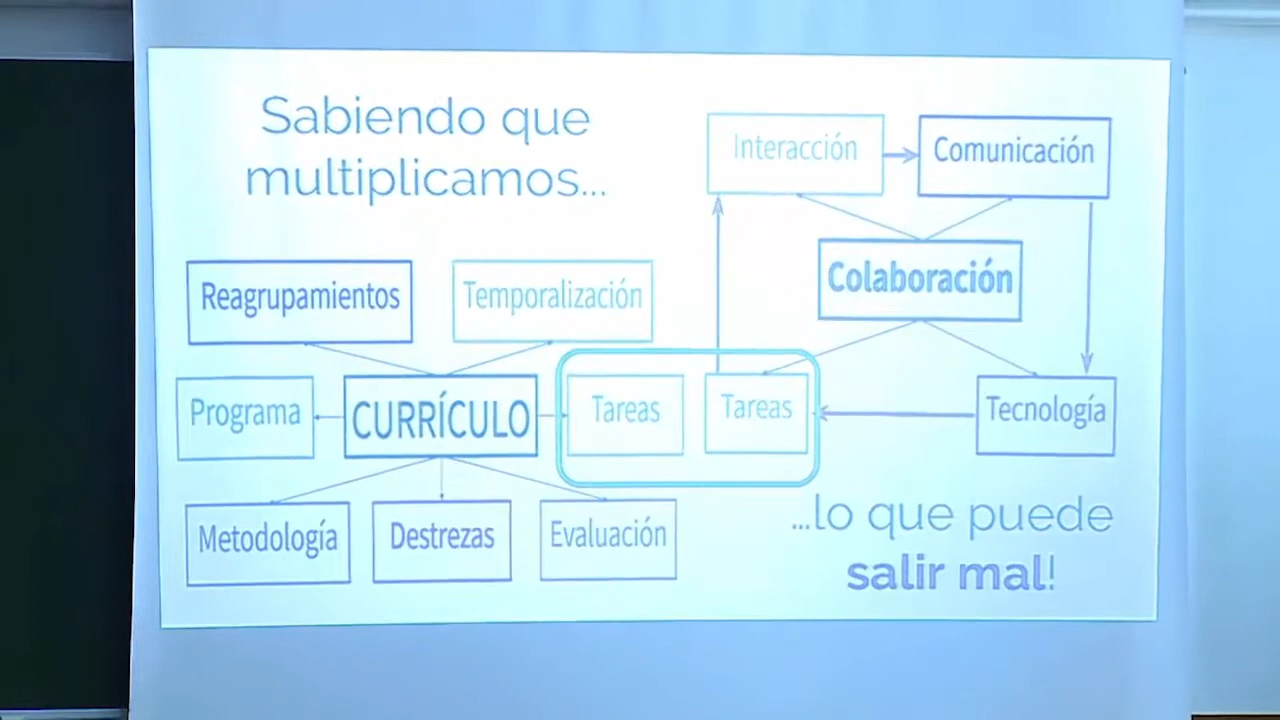 Sabiendo que
multiplicamos...
Interacción
Comunicación
Colaboración
Reagrupamientos
Temporalización
Programa
CURRÍCULO
Tareas
Tareas
Tecnología
Metodología
Destrezas
Evaluación
...lo que puede
salir mal!